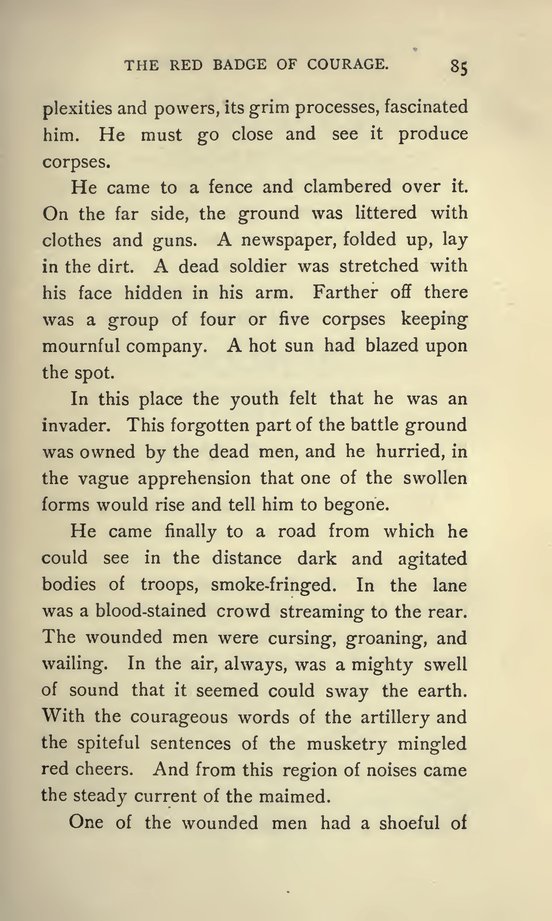 THE RED BADGE OF COURAGE. 85
plexities and powers, its grim processes, fascinated
him. He must go close and see it produce
corpses.
He came to a fence and clambered over it.
On the far side, the ground was littered with
clothes and guns. A newspaper, folded up, lay
in the dirt. A dead soldier was stretched with
his face hidden in his arm. Farther off there
was a group of four or five corpses keeping
mournful company. A hot sun had blazed upon
the spot.
In this place the youth felt that he was an
invader. This forgotten part of the battle ground
was owned by the dead men, and he hurried, in
the vague apprehension that one of the swollen
forms would rise and tell him to begone.
He came finally to a road from which he
could see in the distance dark and agitated
bodies of troops, smoke-fringed. In the lane
was a blood-stained crowd streaming to the rear.
The wounded men were cursing, groaning, and
wailing. In the air, always, was a mighty swell
of sound that it seemed could sway the earth.
With the courageous words of the artillery and
the spiteful sentences of the musketry mingled
red cheers. And from this region of noises came
the steady current of the maimed.
One of the wounded men had a shoeful of